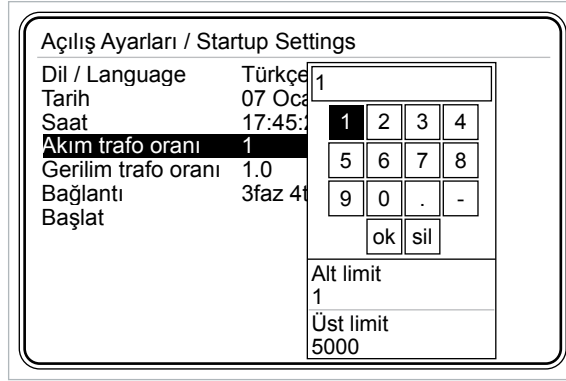 Açılış Ayarları / Startup Settings
Dil / Language Türkçe
Tarih 07 Oca
Saat 17:45:2
Akım trafo oranı 1
Gerilim trafo oranı 1.0
Bağlantı 3faz 4t
Başlat
1
1 2 3 4
5 6 7 8
9 0 . -
ok sil
Alt limit
1
Üst limit
5000